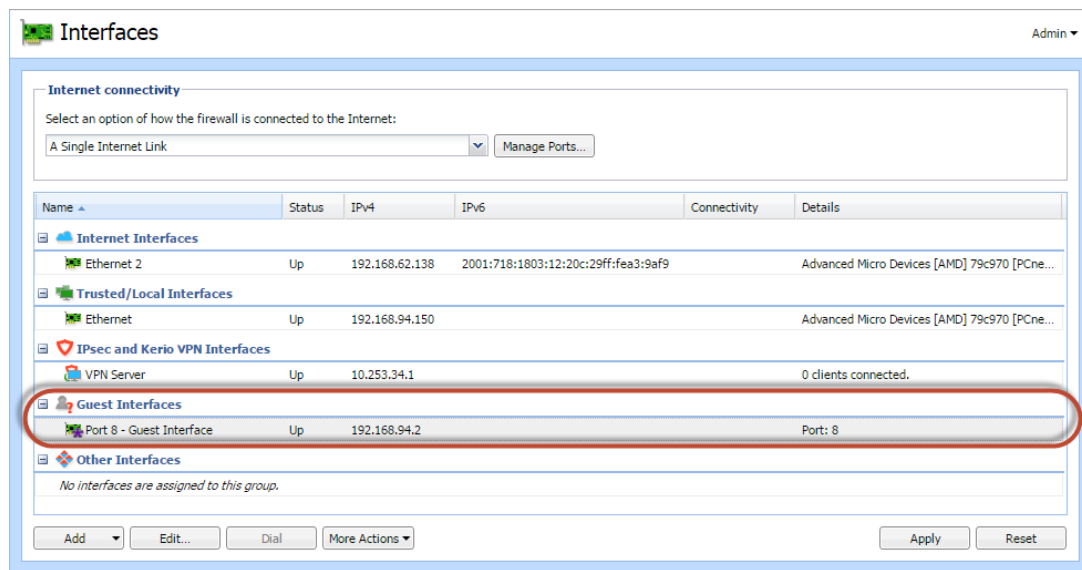 Interfaces
Admin
Internet connectivity
Select an option of how the firewall is connected to the Internet:
A Single Internet Link Manage Ports...
Name Status IPv4 IPv6 Connectivity Details
Internet Interfaces
Ethernet 2 Up 192.168.62.138 2001:718:1803:12:20c:29ff:fea3:9af9 Advanced Micro Devices [AMD] 79c970 [PCne...
Trusted/Local Interfaces
Ethernet Up 192.168.94.150 Advanced Micro Devices [AMD] 79c970 [PCne...
IPsec and Kerio VPN Interfaces
VPN Server Up 10.253.34.1 0 clients connected.
Guest Interfaces
Port 8 - Guest Interface Up 192.168.94.2 Port: 8
Other Interfaces
No interfaces are assigned to this group.
Add Edit... Dial More Actions Apply Reset